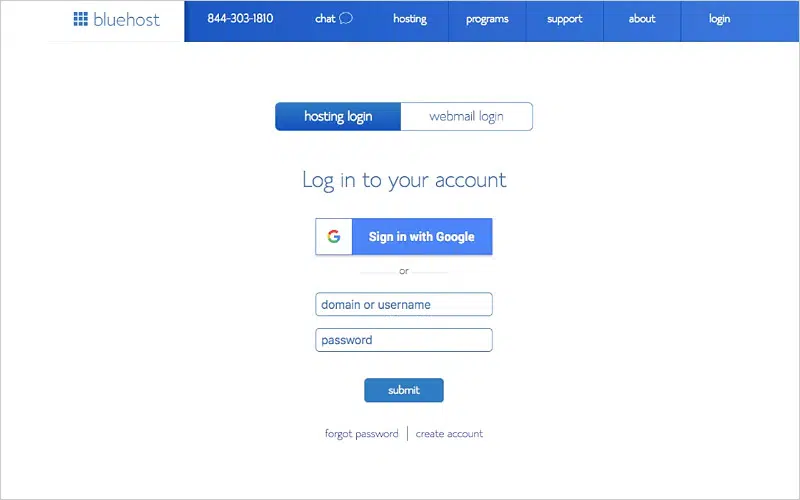 bluehost 844-303-1810 chat hosting programs support about login
hosting login webmail login
Log in to your account
G Sign in with Google
or
domain or username
password
submit
forgot password create account